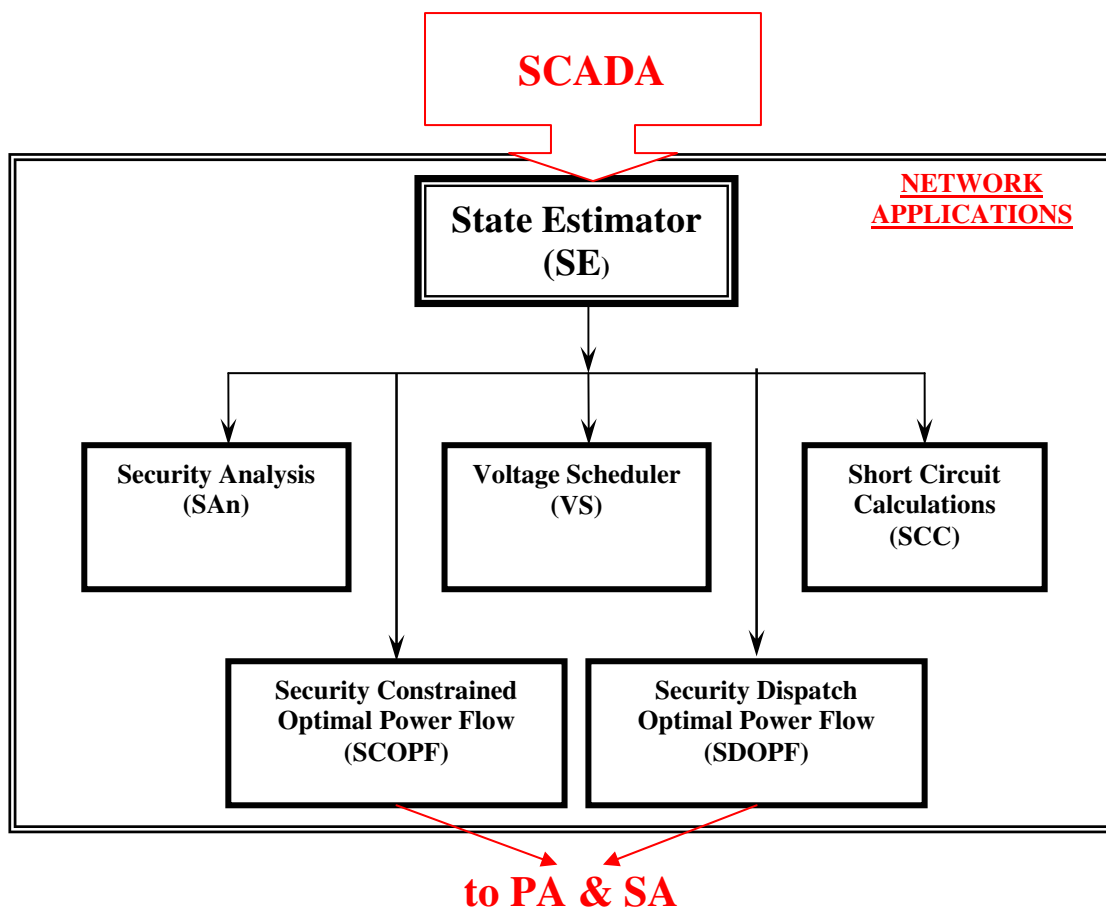 SCADA
NETWORK
APPLICATIONS
State Estimator
(SE)
Security Analysis
(SAn)
Voltage Scheduler
(VS)
Short Circuit
Calculations
(SCC)
Security Constrained
Optimal Power Flow
(SCOPF)
Security Dispatch
Optimal Power Flow
(SDOPF)
to PA & SA